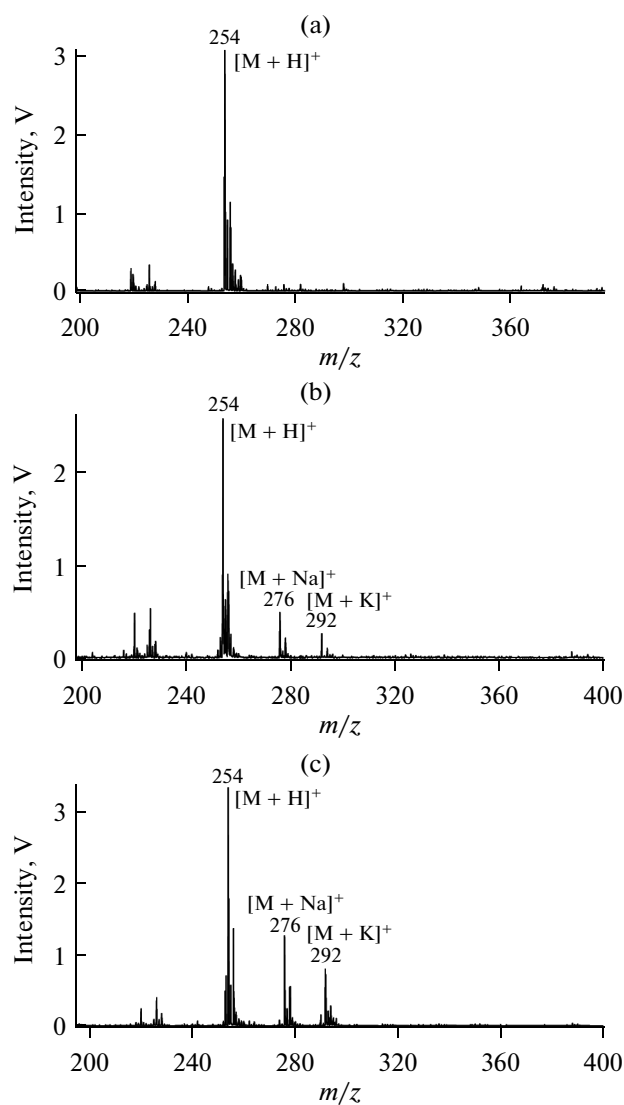 (a)
254
[M + H]+
3
2
1
0
Intensity, V
200 240 280 320 360
m/z
(b)
254
[M + H]+
2
[M + Na]+
276
[M + K]+
292
1
0
Intensity, V
200 240 280 320 360 400
m/z
(c)
254
[M + H]+
3
2
[M + Na]+
276
[M + K]+
292
1
0
Intensity, V
200 240 280 320 360 400
m/z